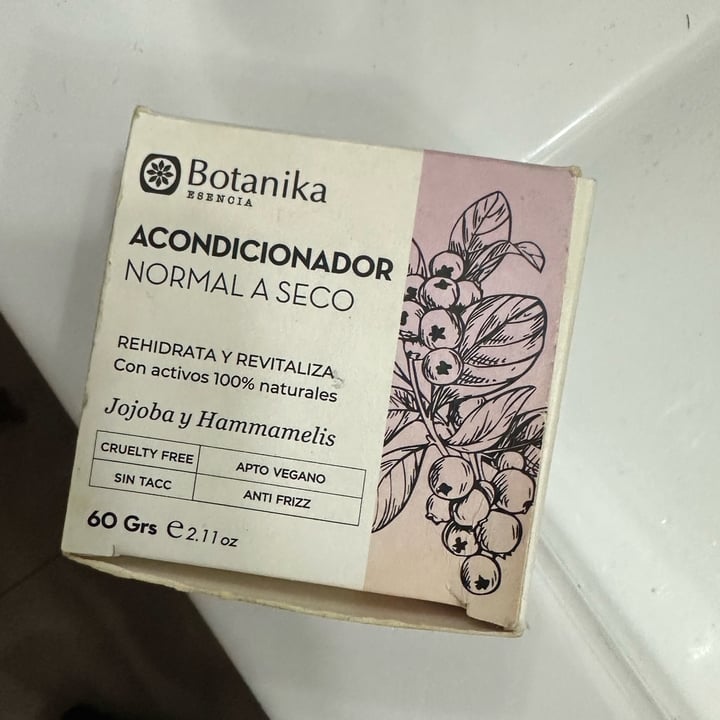 Botanika
ESENCIA
ACONDICIONADOR
NORMAL A SECO
REHIDRATA Y REVITALIZA
Con activos 100% naturales
Jojoba y Hammamelis
CRUELTY FREE
APTO VEGANO
SIN TACC
ANTI FRIZZ
60 Grs ℮ 2.11 oz